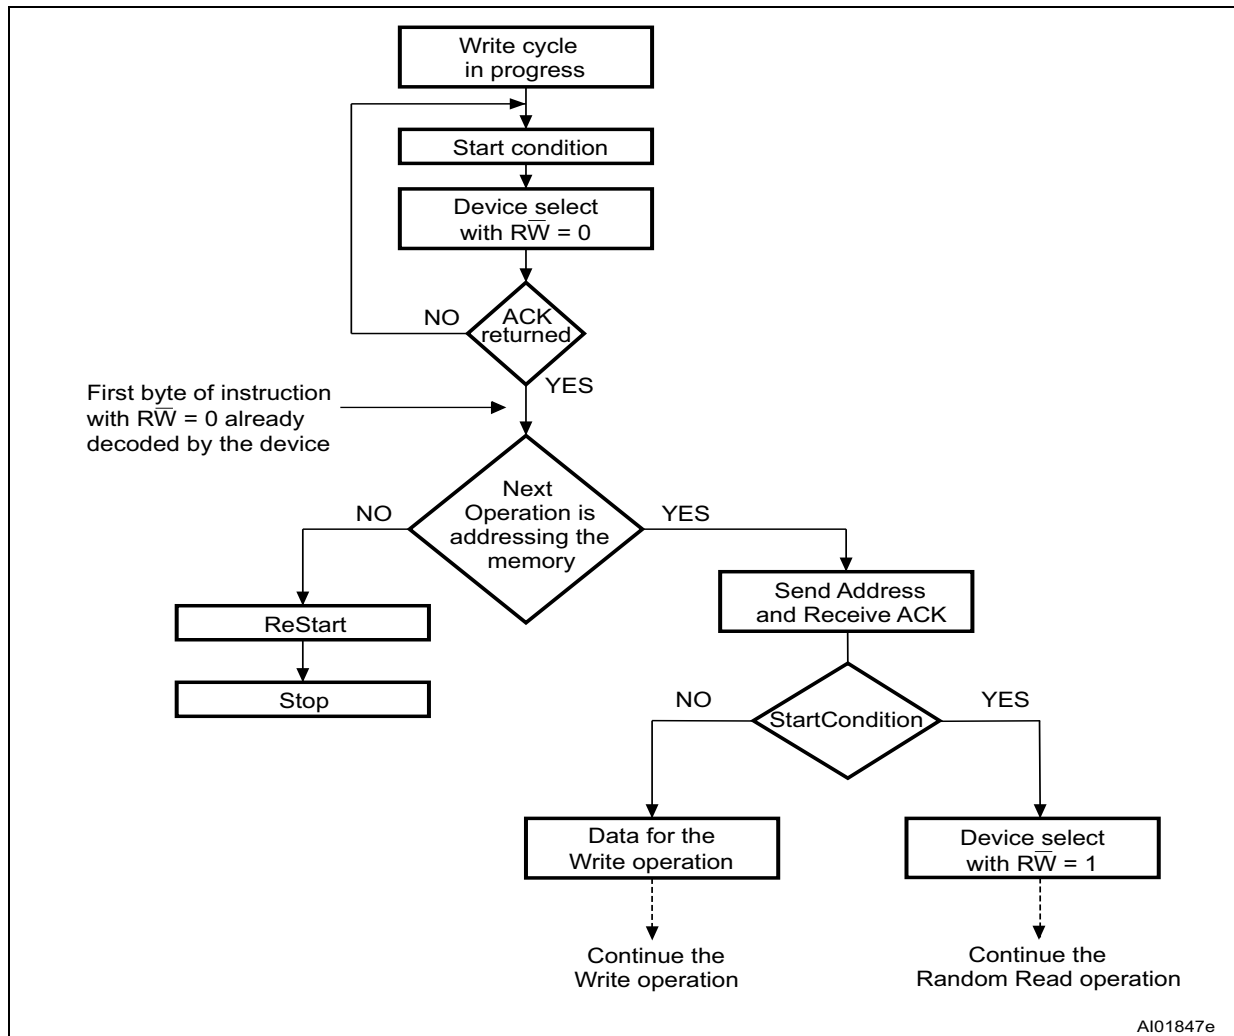 Write cycle
in progress
Start condition
Device select
with RW̅ = 0
ACK
returned
NO
YES
First byte of instruction
with RW̅ = 0 already
decoded by the device
Next
Operation is
addressing the
memory
NO
YES
ReStart
Stop
Send Address
and Receive ACK
StartCondition
NO
YES
Data for the
Write operation
Device select
with RW̅ = 1
Continue the
Write operation
Continue the
Random Read operation
AI01847e